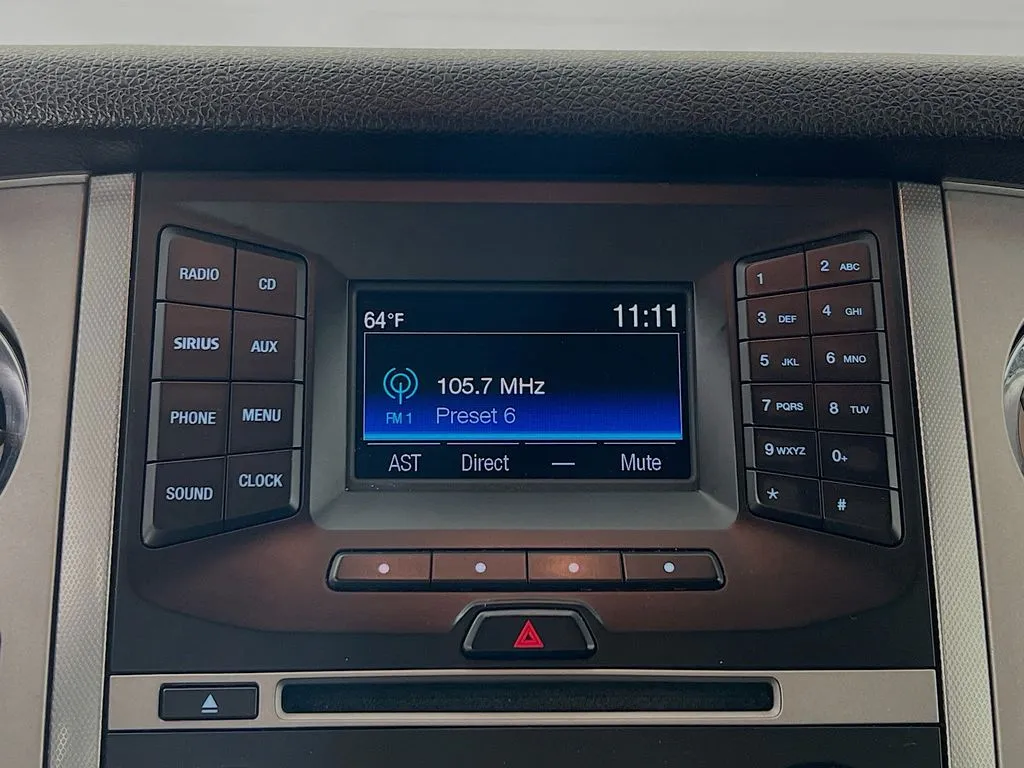 RADIO
CD
SIRIUS
AUX
PHONE
MENU
SOUND
CLOCK
64°F
11:11
105.7 MHz
FM 1
Preset 6
AST Direct — Mute
1
2 ABC
3 DEF
4 GHI
5 JKL
6 MNO
7 PQRS
8 TUV
9 WXYZ
0+
*
#